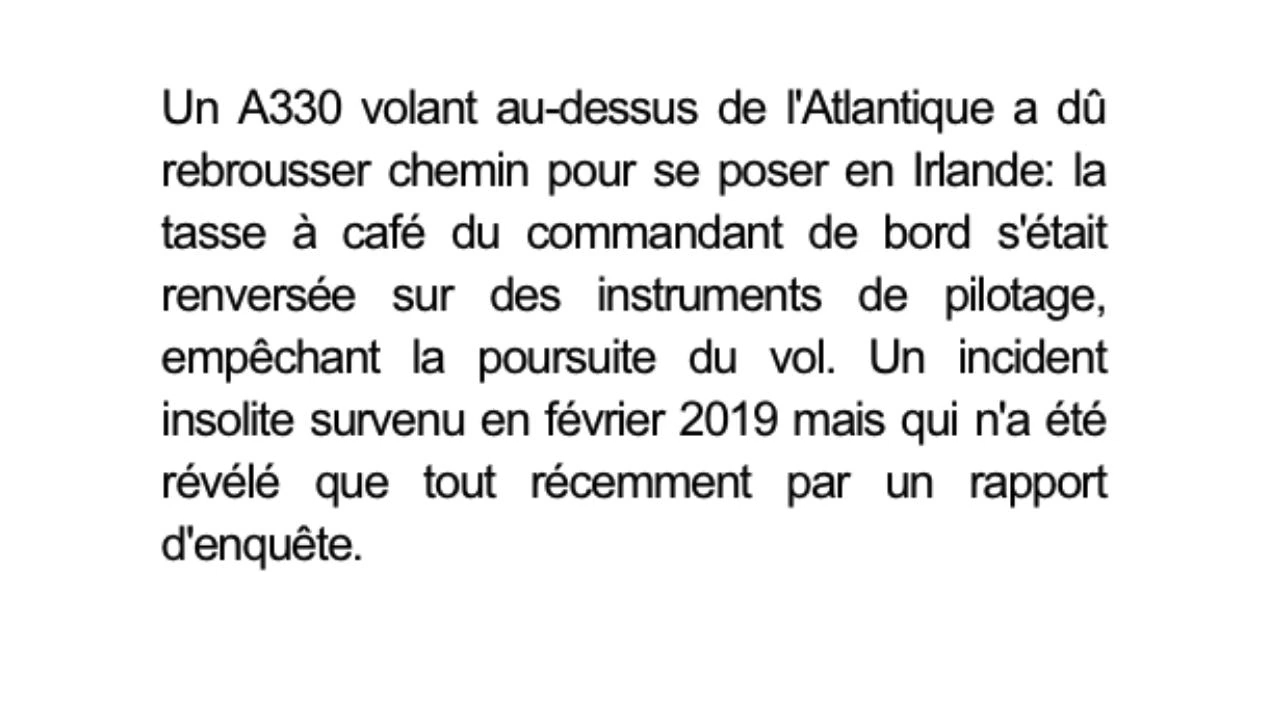 Un A330 volant au-dessus de l'Atlantique a dû
rebrousser chemin pour se poser en Irlande: la
tasse à café du commandant de bord s'était
renversée sur des instruments de pilotage,
empêchant la poursuite du vol. Un incident
insolite survenu en février 2019 mais qui n'a été
révélé que tout récemment par un rapport
d'enquête.